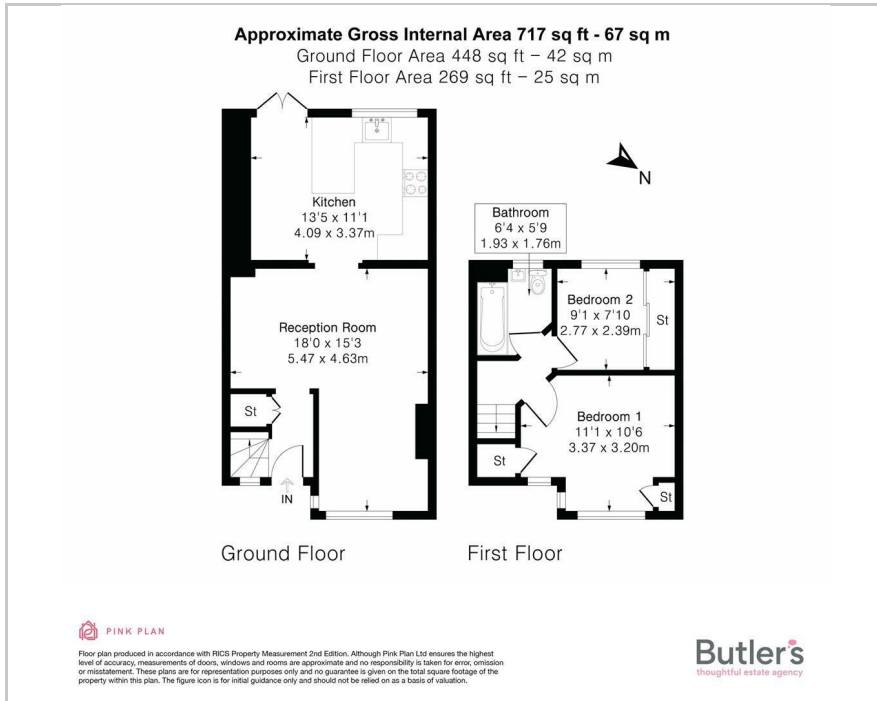 Approximate Gross Internal Area 717 sq ft - 67 sq m
Ground Floor Area 448 sq ft – 42 sq m
First Floor Area 269 sq ft – 25 sq m
Kitchen
13'5 x 11'1
4.09 x 3.37m
N
Bathroom
6'4 x 5'9
1.93 x 1.76m
Bedroom 2
9'1 x 7'10
2.77 x 2.39m
St
Reception Room
18'0 x 15'3
5.47 x 4.63m
St
Bedroom 1
11'1 x 10'6
3.37 x 3.20m
St
St
IN
Ground Floor
First Floor
PINK PLAN
Floor plan produced in accordance with RICS Property Measurement 2nd Edition. Although Pink Plan Ltd ensures the highest
level of accuracy, measurements of doors, windows and rooms are approximate and no responsibility is taken for error, omission
or misstatement. These plans are for representation purposes only and no guarantee is given on the total square footage of the
property within this plan. The figure icon is for initial guidance only and should not be relied on as a basis of valuation.
Butler's
thoughtful estate agency